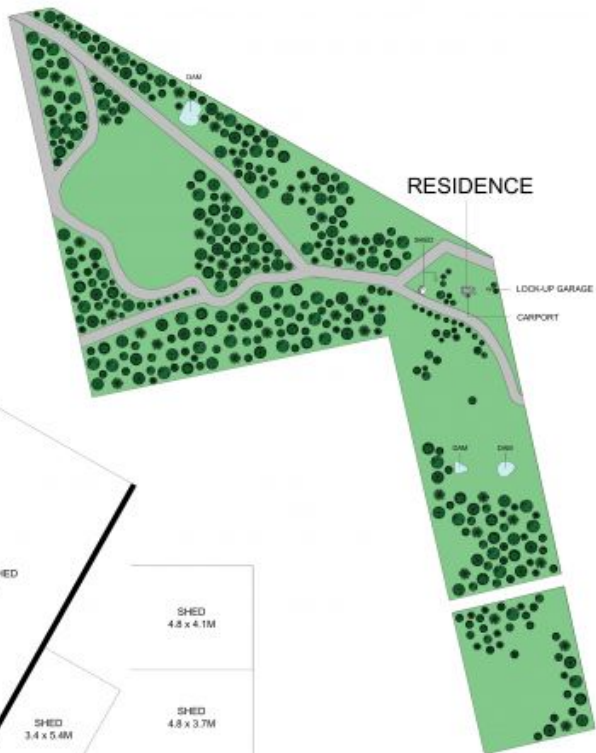 DAM
RESIDENCE
SHED
LOCK-UP GARAGE
CARPORT
DAM
DAM
SHED
4.8 x 4.1M
SHED
4.8 x 3.7M
SHED
3.4 x 5.4M